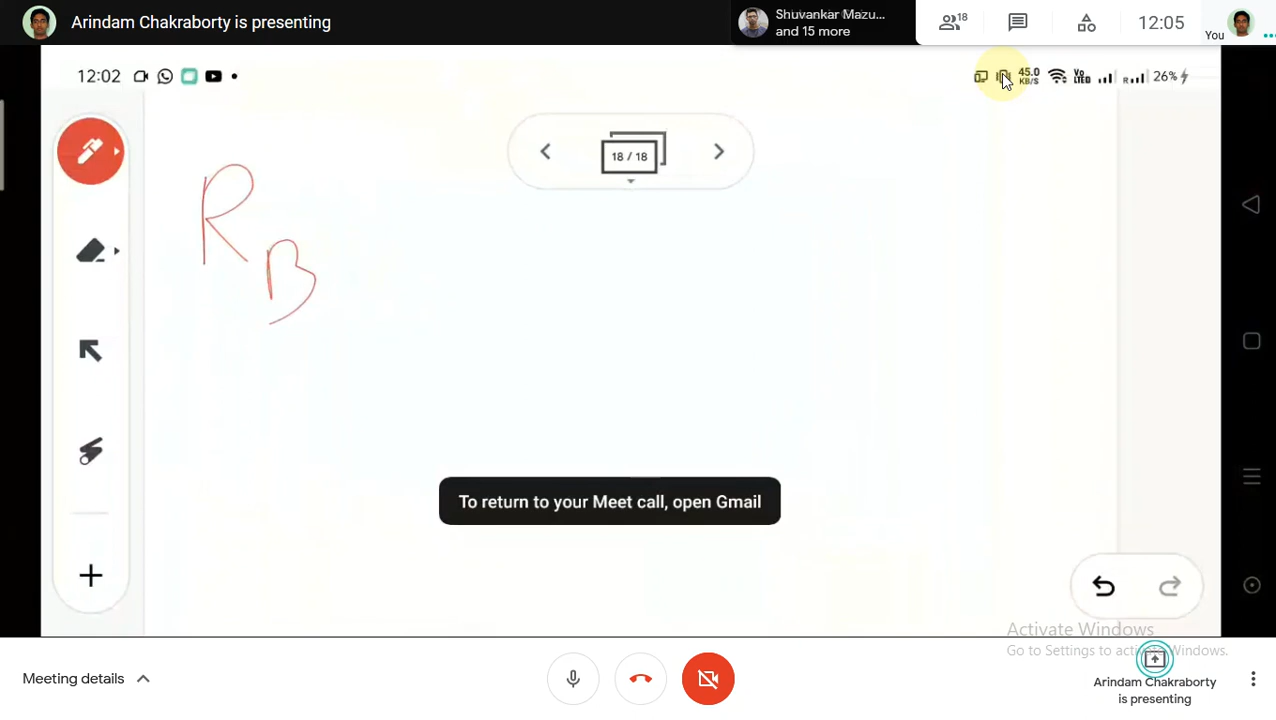 Arindam Chakraborty is presenting
Shuvankar Mazu...
and 15 more
18
12:05
You
12:02
45.0
KB/S
Vo
LTED
R
26%
18 / 18
R
B
To return to your Meet call, open Gmail
Activate Windows
Go to Settings to activate Windows.
Meeting details
Arindam Chakraborty
is presenting